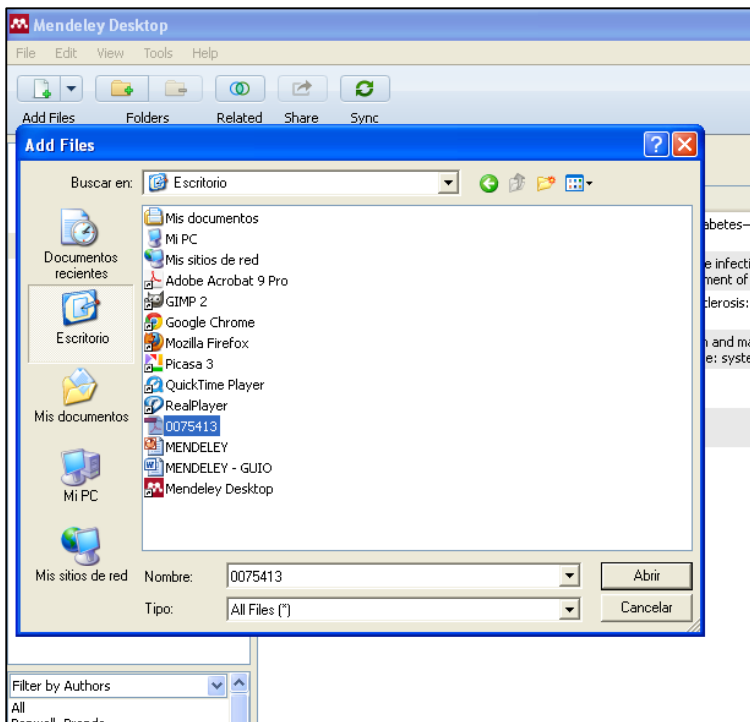 Mendeley Desktop
File Edit View Tools Help
Add Files Folders Related Share Sync
Add Files
Buscar en: Escritorio
Documentos recientes
Escritorio
Mis documentos
Mi PC
Mis sitios de red
Mis documentos
Mi PC
Mis sitios de red
Adobe Acrobat 9 Pro
GIMP 2
Google Chrome
Mozilla Firefox
Picasa 3
QuickTime Player
RealPlayer
0075413
MENDELEY
MENDELEY - GUIO
Mendeley Desktop
Nombre: 0075413 Abrir
Tipo: All Files (*) Cancelar
abetes—
e infecti
ment of
lerosis:
n and ma
e: syste
Filter by Authors
All